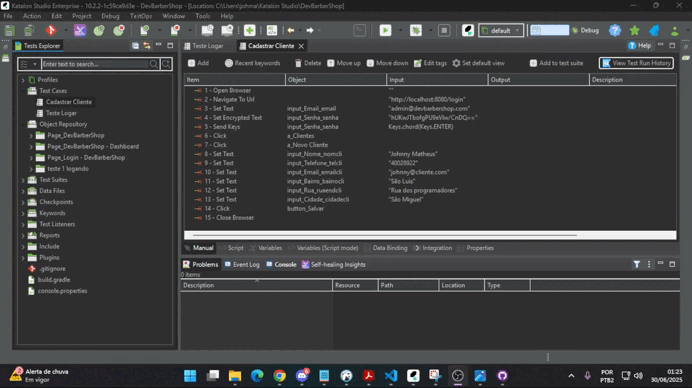 Katalon Studio Enterprise - 10.2.2-1c59ca9d3e - DevBarberShop - [Location: C:\Users\johma\Katalon Studio\DevBarberShop]
File Action Edit Project Debug TestOps Window Tools Help
default Debug
Tests Explorer
Teste Logar Cadastrar Cliente Help
Enter text to search...
Add Recent keywords Delete Move up Move down Edit tags Set default view Add to test suite View Test Run History
Profiles
Test Cases
Cadastrar Cliente
Teste Logar
Object Repository
Page_DevBarberShop
Page_DevBarberShop - Dashboard
Page_Login - DevBarberShop
teste 1 logando
Test Suites
Data Files
Checkpoints
Keywords
Test Listeners
Reports
Include
Plugins
.gitignore
build.gradle
console.properties
Item Object Input Output Description
1 - Open Browser ""
2 - Navigate To Url "http://localhost:8080/login"
3 - Set Text input_Email_email "admin@devbarbershop.com"
4 - Set Encrypted Text input_Senha_senha
5 - Send Keys input_Senha_senha Keys.chord(Keys.ENTER)
6 - Click a_Clientes
7 - Click a_Novo Cliente
8 - Set Text input_Nome_nomcli "Johnny Matheus"
9 - Set Text input_Telefone_telcli "40028922"
10 - Set Text input_Email_emailcli "johnny@cliente.com"
11 - Set Text input_Bairro_bairrocli "São Luis"
12 - Set Text input_Rua_ruaendcli "Rua dos programadores"
13 - Set Text input_Cidade_cidadecli "São Miguel"
14 - Click button_Salvar
15 - Close Browser
Manual Script Variables Variables (Script mode) Data Binding Integration Properties
Problems Event Log Console Self-healing Insights
0 items
Description Resource Path Location Type
2
Alerta de chuva
Em vigor
POR
PTB2
01:23
30/06/2025